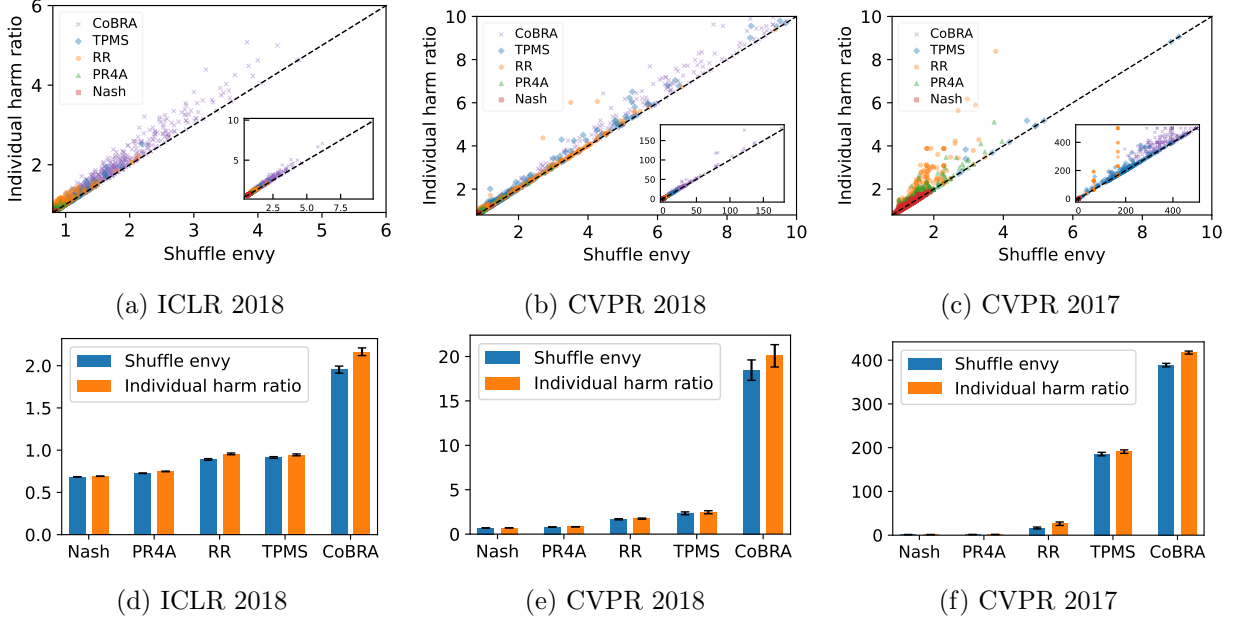 Individual harm ratio
6
4
2
1 2 3 4 5 6
Shuffle envy
CoBRA
TPMS
RR
PR4A
Nash
10
5
2.5 5.0 7.5
(a) ICLR 2018
Individual harm ratio
10
8
6
4
2
2 4 6 8 10
Shuffle envy
CoBRA
TPMS
RR
PR4A
Nash
150
100
50
0
0 50 100 150
(b) CVPR 2018
Individual harm ratio
10
8
6
4
2
2 4 6 8 10
Shuffle envy
CoBRA
TPMS
RR
PR4A
Nash
400
200
0
0 200 400
(c) CVPR 2017
2.0
1.5
1.0
0.5
0.0
Shuffle envy
Individual harm ratio
Nash PR4A RR TPMS CoBRA
(d) ICLR 2018
20
15
10
5
0
Shuffle envy
Individual harm ratio
Nash PR4A RR TPMS CoBRA
(e) CVPR 2018
400
300
200
100
0
Shuffle envy
Individual harm ratio
Nash PR4A RR TPMS CoBRA
(f) CVPR 2017